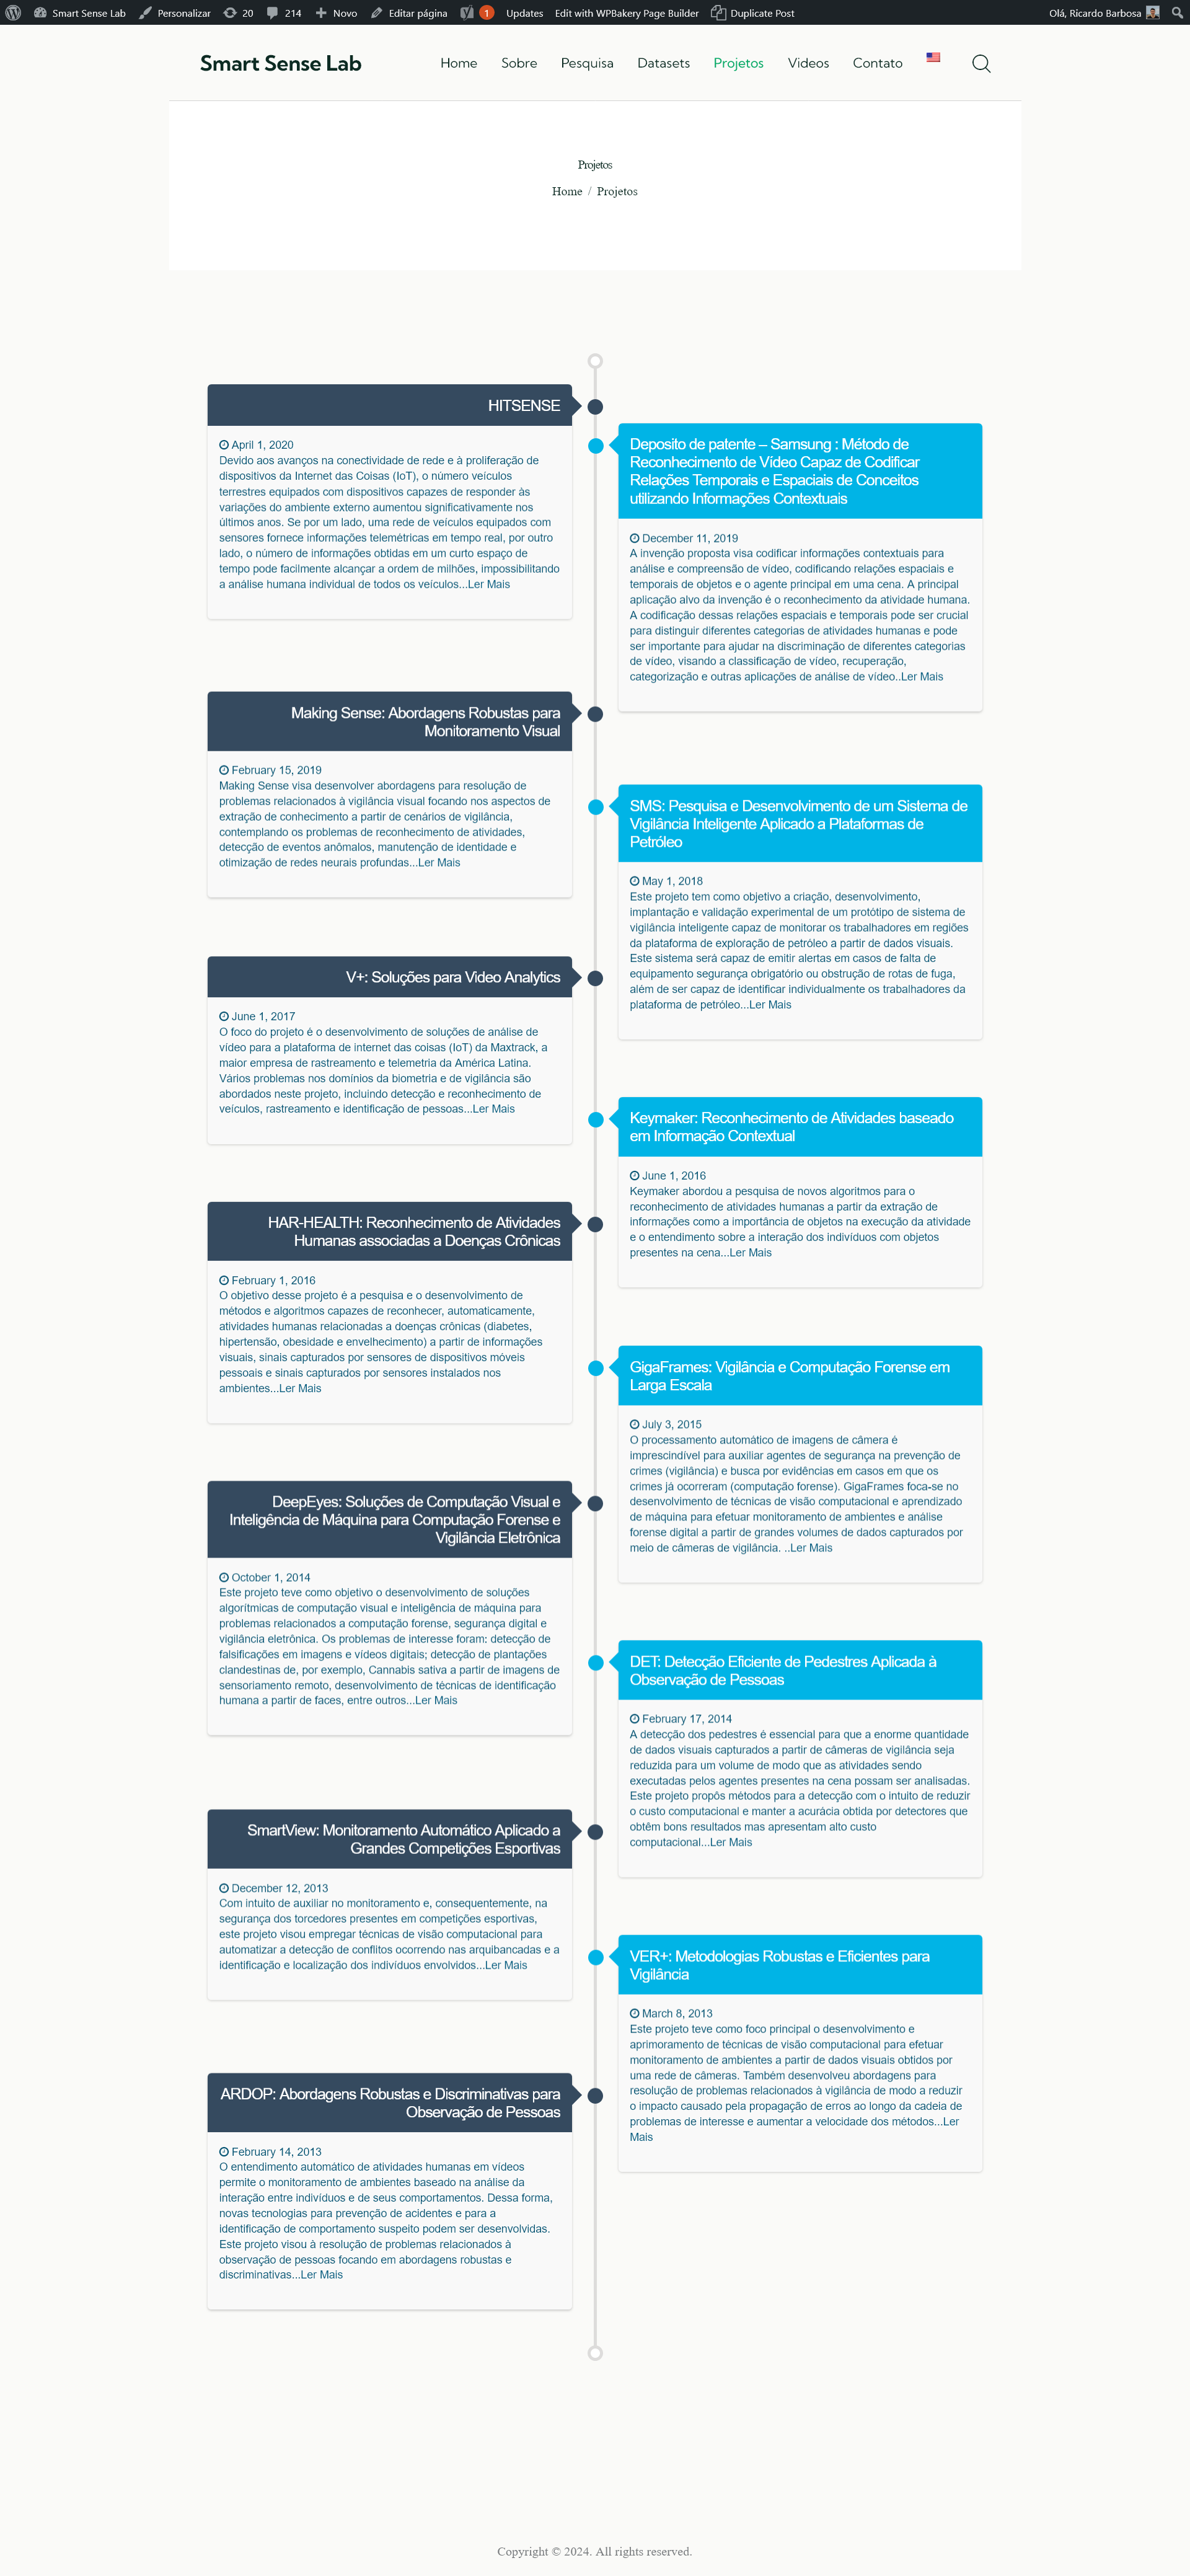 Smart Sense Lab Personalizar 20 214 Novo Editar página 1 Updates Edit with WPBakery Page Builder Duplicate Post Olá, Ricardo Barbosa
Smart Sense Lab
Home Sobre Pesquisa Datasets Projetos Videos Contato
Projetos
Home / Projetos
HITSENSE
April 1, 2020
Devido aos avanços na conectividade de rede e à proliferação de
dispositivos da Internet das Coisas (IoT), o número veículos
terrestres equipados com dispositivos capazes de responder às
variações do ambiente externo aumentou significativamente nos
últimos anos. Se por um lado, uma rede de veículos equipados com
sensores fornece informações telemétricas em tempo real, por outro
lado, o número de informações obtidas em um curto espaço de
tempo pode facilmente alcançar a ordem de milhões, impossibilitando
a análise humana individual de todos os veículos...Ler Mais
Deposito de patente – Samsung : Método de
Reconhecimento de Vídeo Capaz de Codificar
Relações Temporais e Espaciais de Conceitos
utilizando Informações Contextuais
December 11, 2019
A invenção proposta visa codificar informações contextuais para
análise e compreensão de vídeo, codificando relações espaciais e
temporais de objetos e o agente principal em uma cena. A principal
aplicação alvo da invenção é o reconhecimento da atividade humana.
A codificação dessas relações espaciais e temporais pode ser crucial
para distinguir diferentes categorias de atividades humanas e pode
ser importante para ajudar na discriminação de diferentes categorias
de vídeo, visando a classificação de vídeo, recuperação,
categorização e outras aplicações de análise de vídeo..Ler Mais
Making Sense: Abordagens Robustas para
Monitoramento Visual
February 15, 2019
Making Sense visa desenvolver abordagens para resolução de
problemas relacionados à vigilância visual focando nos aspectos de
extração de conhecimento a partir de cenários de vigilância,
contemplando os problemas de reconhecimento de atividades,
detecção de eventos anômalos, manutenção de identidade e
otimização de redes neurais profundas...Ler Mais
SMS: Pesquisa e Desenvolvimento de um Sistema de
Vigilância Inteligente Aplicado a Plataformas de
Petróleo
May 1, 2018
Este projeto tem como objetivo a criação, desenvolvimento,
implantação e validação experimental de um protótipo de sistema de
vigilância inteligente capaz de monitorar os trabalhadores em regiões
da plataforma de exploração de petróleo a partir de dados visuais.
Este sistema será capaz de emitir alertas em casos de falta de
equipamento segurança obrigatório ou obstrução de rotas de fuga,
além de ser capaz de identificar individualmente os trabalhadores da
plataforma de petróleo...Ler Mais
V+: Soluções para Video Analytics
June 1, 2017
O foco do projeto é o desenvolvimento de soluções de análise de
vídeo para a plataforma de internet das coisas (IoT) da Maxtrack, a
maior empresa de rastreamento e telemetria da América Latina.
Vários problemas nos domínios da biometria e de vigilância são
abordados neste projeto, incluindo detecção e reconhecimento de
veículos, rastreamento e identificação de pessoas...Ler Mais
Keymaker: Reconhecimento de Atividades baseado
em Informação Contextual
June 1, 2016
Keymaker abordou a pesquisa de novos algoritmos para o
reconhecimento de atividades humanas a partir da extração de
informações como a importância de objetos na execução da atividade
e o entendimento sobre a interação dos indivíduos com objetos
presentes na cena...Ler Mais
HAR-HEALTH: Reconhecimento de Atividades
Humanas associadas a Doenças Crônicas
February 1, 2016
O objetivo desse projeto é a pesquisa e o desenvolvimento de
métodos e algoritmos capazes de reconhecer, automaticamente,
atividades humanas relacionadas a doenças crônicas (diabetes,
hipertensão, obesidade e envelhecimento) a partir de informações
visuais, sinais capturados por sensores de dispositivos móveis
pessoais e sinais capturados por sensores instalados nos
ambientes...Ler Mais
GigaFrames: Vigilância e Computação Forense em
Larga Escala
July 3, 2015
O processamento automático de imagens de câmera é
imprescindível para auxiliar agentes de segurança na prevenção de
crimes (vigilância) e busca por evidências em casos em que os
crimes já ocorreram (computação forense). GigaFrames foca-se no
desenvolvimento de técnicas de visão computacional e aprendizado
de máquina para efetuar monitoramento de ambientes e análise
forense digital a partir de grandes volumes de dados capturados por
meio de câmeras de vigilância. ..Ler Mais
DeepEyes: Soluções de Computação Visual e
Inteligência de Máquina para Computação Forense e
Vigilância Eletrônica
October 1, 2014
Este projeto teve como objetivo o desenvolvimento de soluções
algorítmicas de computação visual e inteligência de máquina para
problemas relacionados a computação forense, segurança digital e
vigilância eletrônica. Os problemas de interesse foram: detecção de
falsificações em imagens e vídeos digitais; detecção de plantações
clandestinas de, por exemplo, Cannabis sativa a partir de imagens de
sensoriamento remoto, desenvolvimento de técnicas de identificação
humana a partir de faces, entre outros...Ler Mais
DET: Detecção Eficiente de Pedestres Aplicada à
Observação de Pessoas
February 17, 2014
A detecção dos pedestres é essencial para que a enorme quantidade
de dados visuais capturados a partir de câmeras de vigilância seja
reduzida para um volume de modo que as atividades sendo
executadas pelos agentes presentes na cena possam ser analisadas.
Este projeto propôs métodos para a detecção com o intuito de reduzir
o custo computacional e manter a acurácia obtida por detectores que
obtêm bons resultados mas apresentam alto custo
computacional...Ler Mais
SmartView: Monitoramento Automático Aplicado a
Grandes Competições Esportivas
December 12, 2013
Com intuito de auxiliar no monitoramento e, consequentemente, na
segurança dos torcedores presentes em competições esportivas,
este projeto visou empregar técnicas de visão computacional para
automatizar a detecção de conflitos ocorrendo nas arquibancadas e a
identificação e localização dos indivíduos envolvidos...Ler Mais
VER+: Metodologias Robustas e Eficientes para
Vigilância
March 8, 2013
Este projeto teve como foco principal o desenvolvimento e
aprimoramento de técnicas de visão computacional para efetuar
monitoramento de ambientes a partir de dados visuais obtidos por
uma rede de câmeras. Também desenvolveu abordagens para
resolução de problemas relacionados à vigilância de modo a reduzir
o impacto causado pela propagação de erros ao longo da cadeia de
problemas de interesse e aumentar a velocidade dos métodos...Ler
Mais
ARDOP: Abordagens Robustas e Discriminativas para
Observação de Pessoas
February 14, 2013
O entendimento automático de atividades humanas em vídeos
permite o monitoramento de ambientes baseado na análise da
interação entre indivíduos e de seus comportamentos. Dessa forma,
novas tecnologias para prevenção de acidentes e para a
identificação de comportamento suspeito podem ser desenvolvidas.
Este projeto visou à resolução de problemas relacionados à
observação de pessoas focando em abordagens robustas e
discriminativas...Ler Mais
Copyright © 2024. All rights reserved.